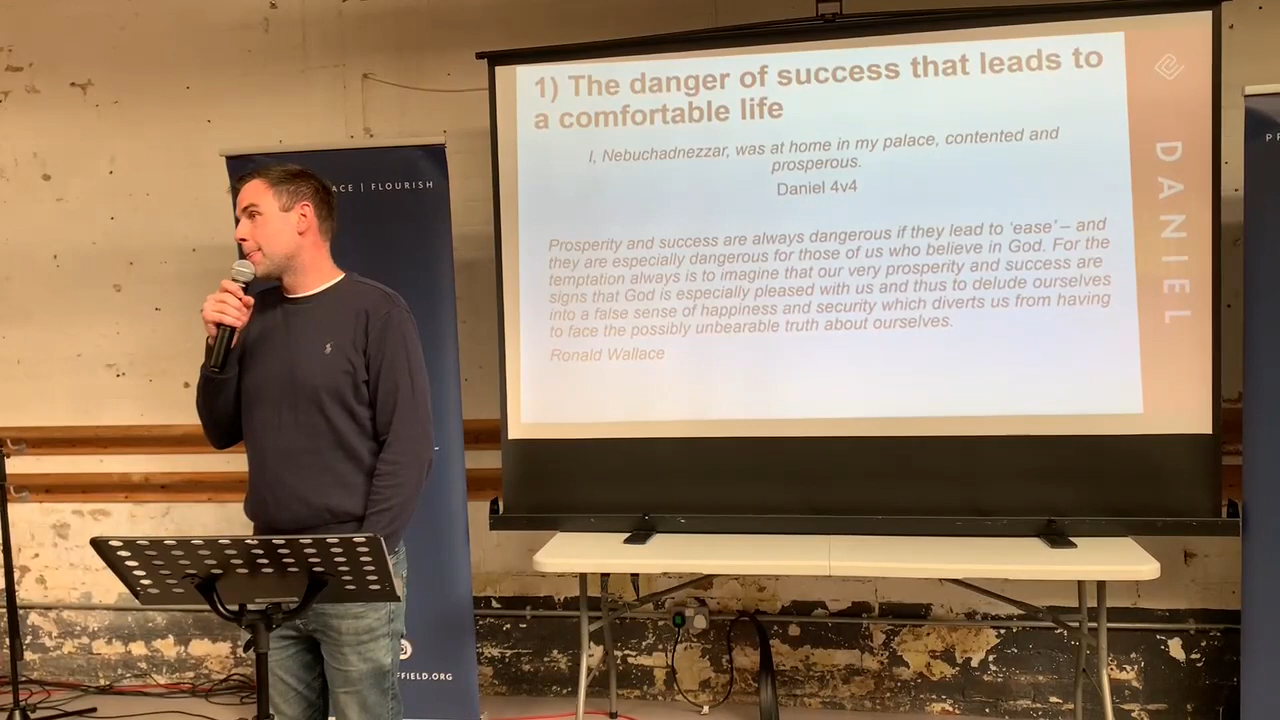 1) The danger of success that leads to
a comfortable life
I, Nebuchadnezzar, was at home in my palace, contented and
prosperous.
Daniel 4v4
Prosperity and success are always dangerous if they lead to ‘ease’ – and
they are especially dangerous for those of us who believe in God. For the
temptation always is to imagine that our very prosperity and success are
signs that God is especially pleased with us and thus to delude ourselves
into a false sense of happiness and security which diverts us from having
to face the possibly unbearable truth about ourselves.
Ronald Wallace
DANIEL
| FLOURISH